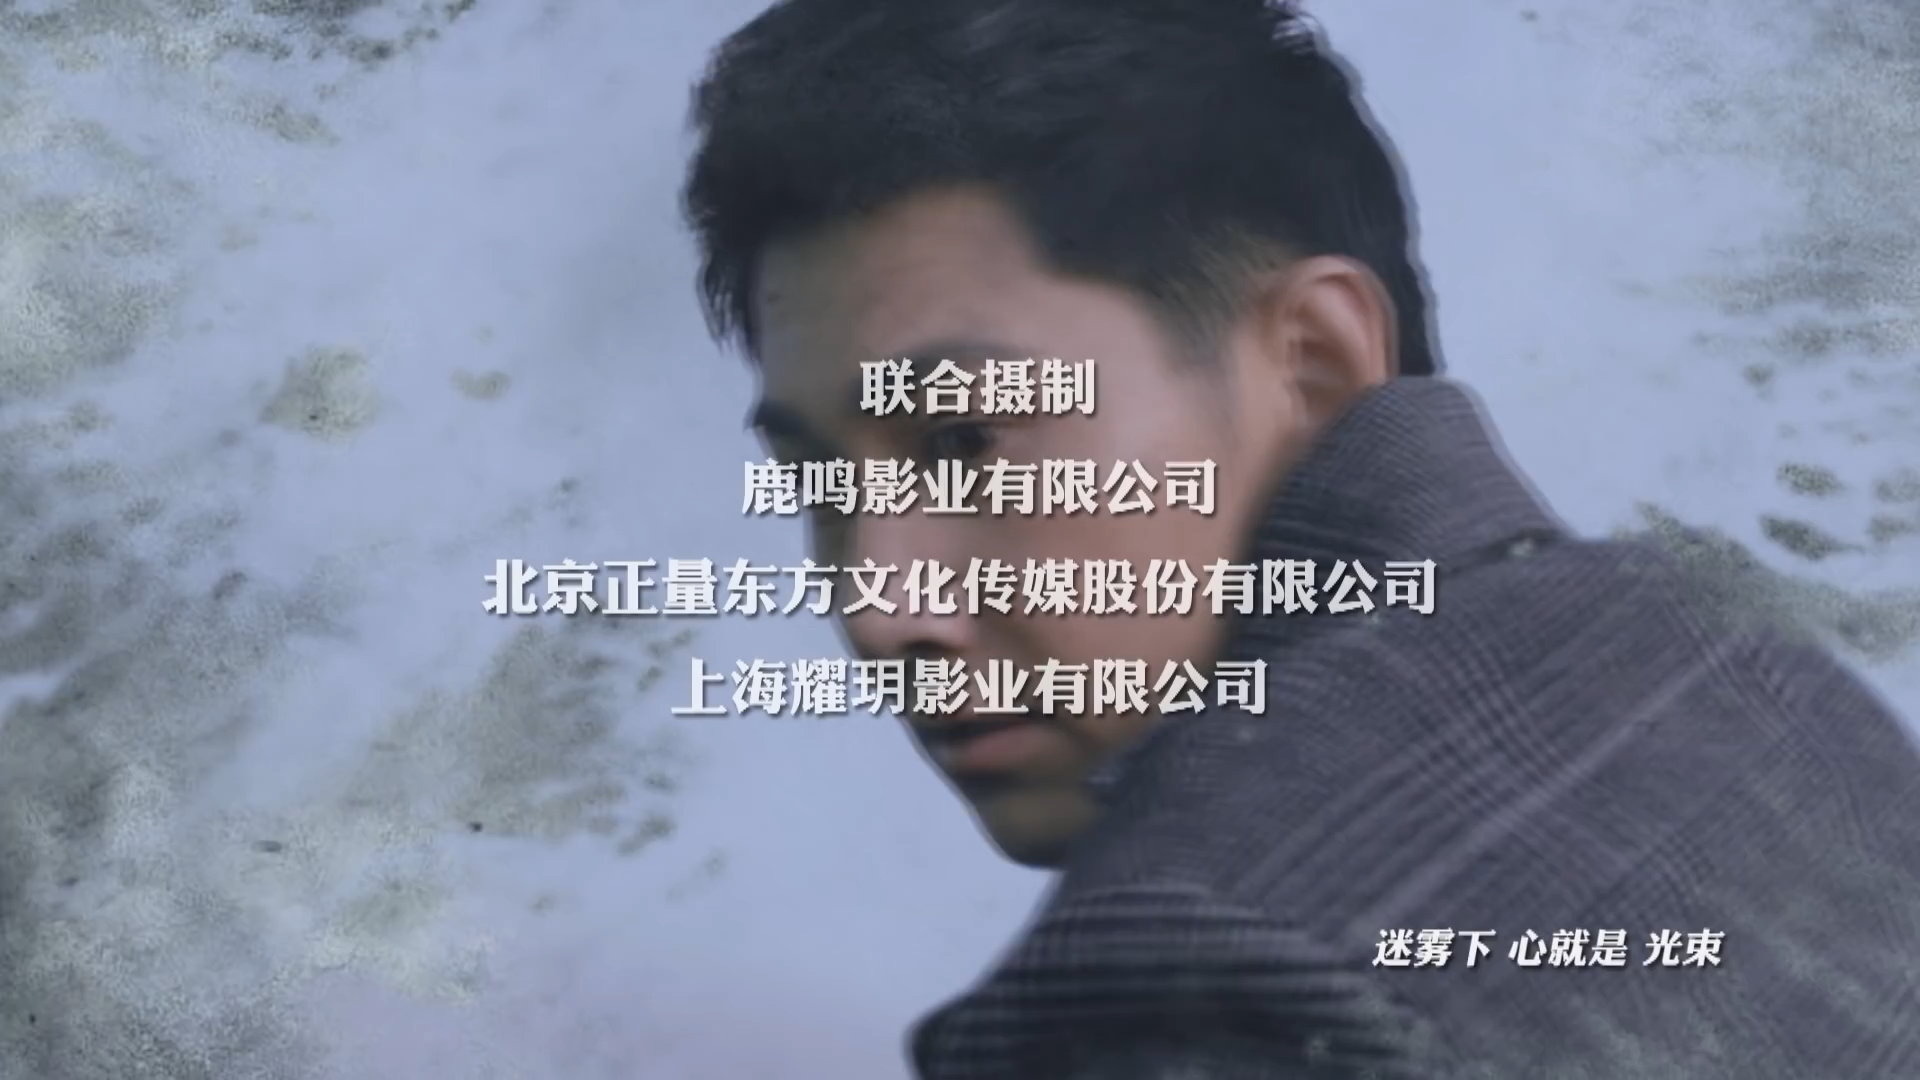 联合摄制
鹿鸣影业有限公司
北京正量东方文化传媒股份有限公司
上海耀玥影业有限公司
迷雾下 心就是 光束